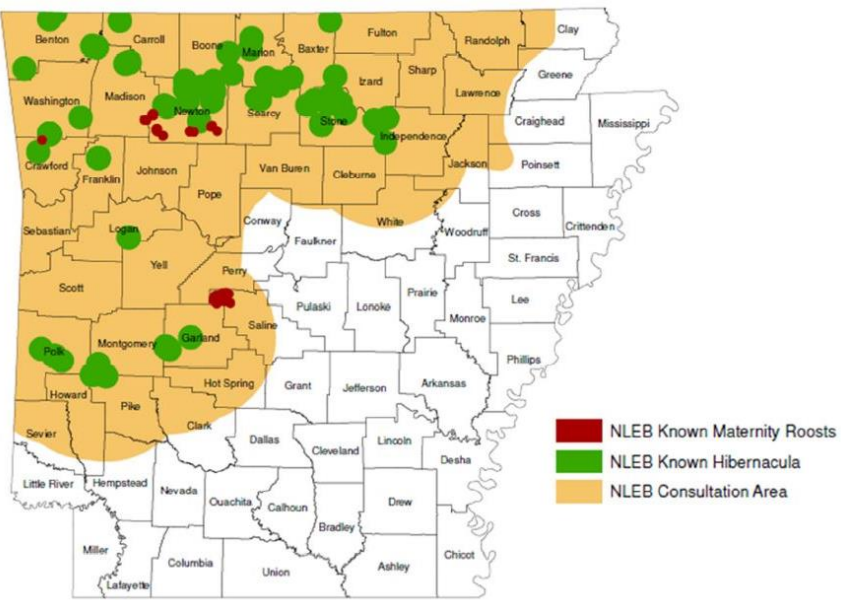 Benton
Carroll
Boone
Marion
Baxter
Fulton
Randolph
Clay
Washington
Madison
Newton
Searcy
Stone
Izard
Sharp
Lawrence
Greene
Independence
Craighead
Mississippi
Crawford
Franklin
Johnson
Pope
Van Buren
Cleburne
Jackson
Poinsett
Sebastian
Logan
Conway
Faulkner
White
Woodruff
Cross
Crittenden
St. Francis
Scott
Yell
Perry
Pulaski
Lonoke
Prairie
Monroe
Lee
Phillips
Polk
Montgomery
Garland
Saline
Hot Spring
Grant
Jefferson
Arkansas
Howard
Pike
Clark
Dallas
Cleveland
Lincoln
Desha
Sevier
Little River
Hempstead
Nevada
Ouachita
Calhoun
Bradley
Drew
Chicot
Miller
Lafayette
Columbia
Union
Ashley
NLEB Known Maternity Roosts
NLEB Known Hibernacula
NLEB Consultation Area